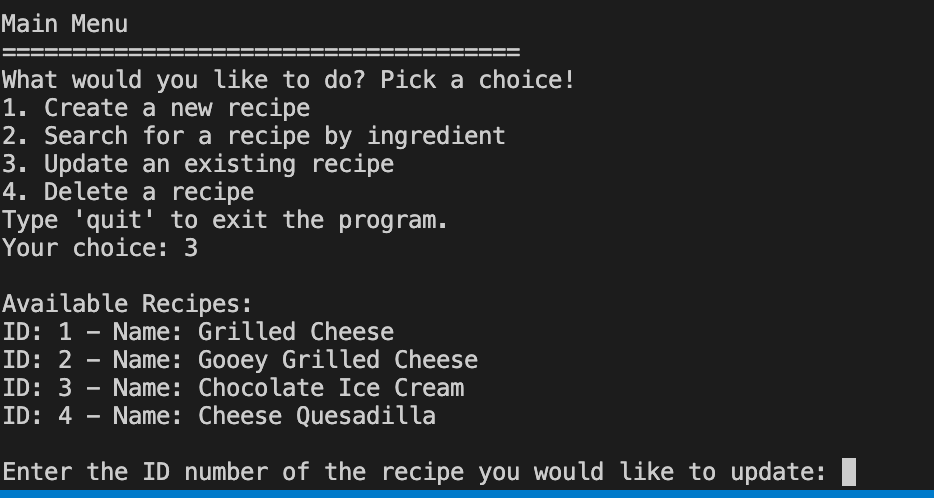 Main Menu
=====================================
What would you like to do? Pick a choice!
1. Create a new recipe
2. Search for a recipe by ingredient
3. Update an existing recipe
4. Delete a recipe
Type 'quit' to exit the program.
Your choice: 3
Available Recipes:
ID: 1 – Name: Grilled Cheese
ID: 2 – Name: Gooey Grilled Cheese
ID: 3 – Name: Chocolate Ice Cream
ID: 4 – Name: Cheese Quesadilla
Enter the ID number of the recipe you would like to update: